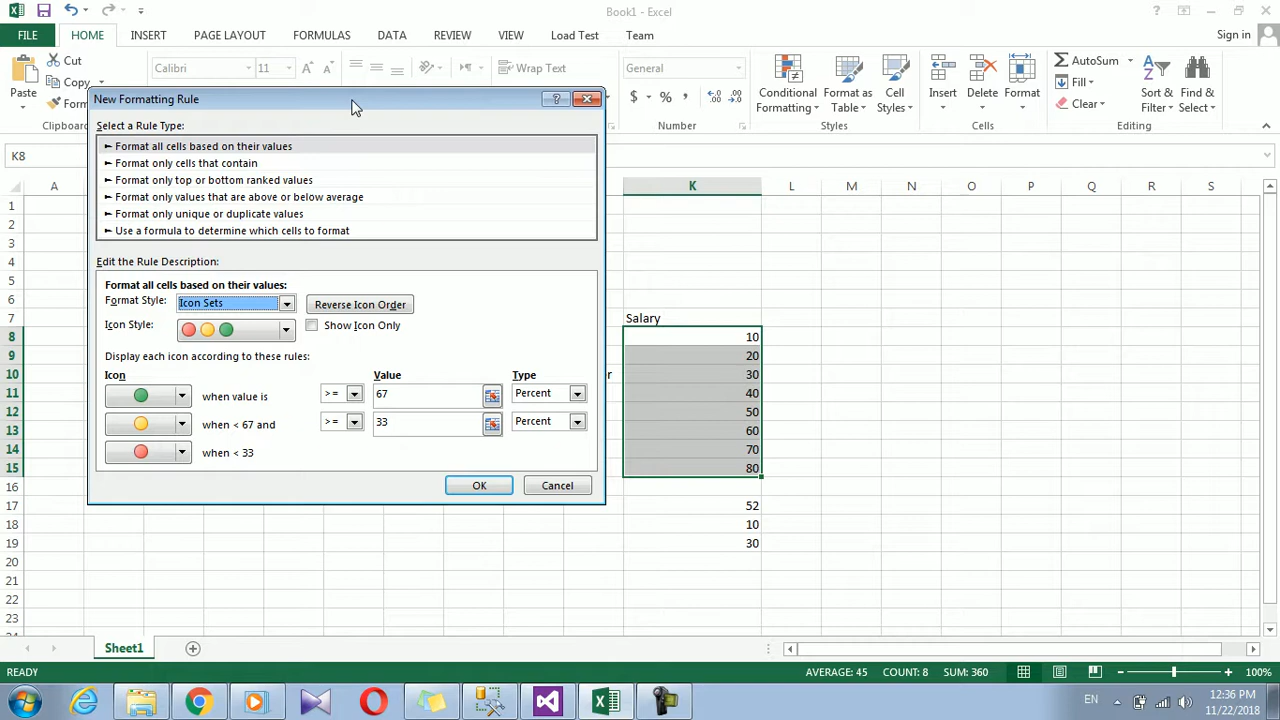 Book1 - Excel
FILE HOME INSERT PAGE LAYOUT FORMULAS DATA REVIEW VIEW Load Test Team Sign in
Paste Cut Copy Form Clipboar
Calibri 11 Wrap Text
General $ % , Number
Conditional Formatting Format as Table Cell Styles Styles
Insert Delete Format Cells
AutoSum Fill Clear Sort & Filter Find & Select Editing
K8
New Formatting Rule
Select a Rule Type:
Format all cells based on their values
Format only cells that contain
Format only top or bottom ranked values
Format only values that are above or below average
Format only unique or duplicate values
Use a formula to determine which cells to format
Edit the Rule Description:
Format all cells based on their values:
Format Style: Icon Sets Reverse Icon Order
Icon Style: Show Icon Only
Display each icon according to these rules:
Icon Value Type
when value is >= 67 Percent
when < 67 and >= 33 Percent
when < 33
OK Cancel
A K L M N O P Q R S
1
2
3
4
5
6
7 Salary
8 10
9 20
10 r 30
11 40
12 50
13 60
14 70
15 80
16
17 52
18 10
19 30
20
21
22
23
24
Sheet1
READY AVERAGE: 45 COUNT: 8 SUM: 360 100%
EN 12:36 PM
11/22/2018